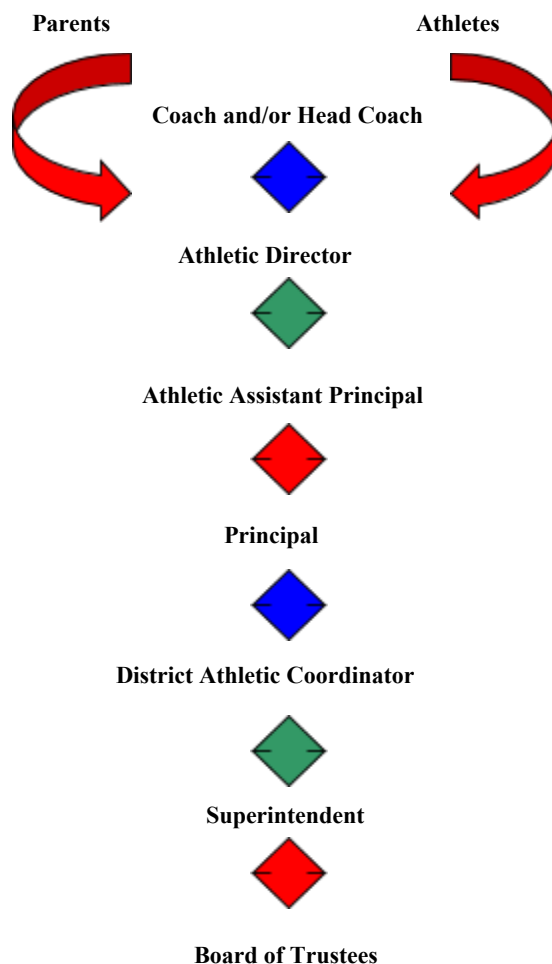 Parents
Athletes
Coach and/or Head Coach
Athletic Director
Athletic Assistant Principal
Principal
District Athletic Coordinator
Superintendent
Board of Trustees